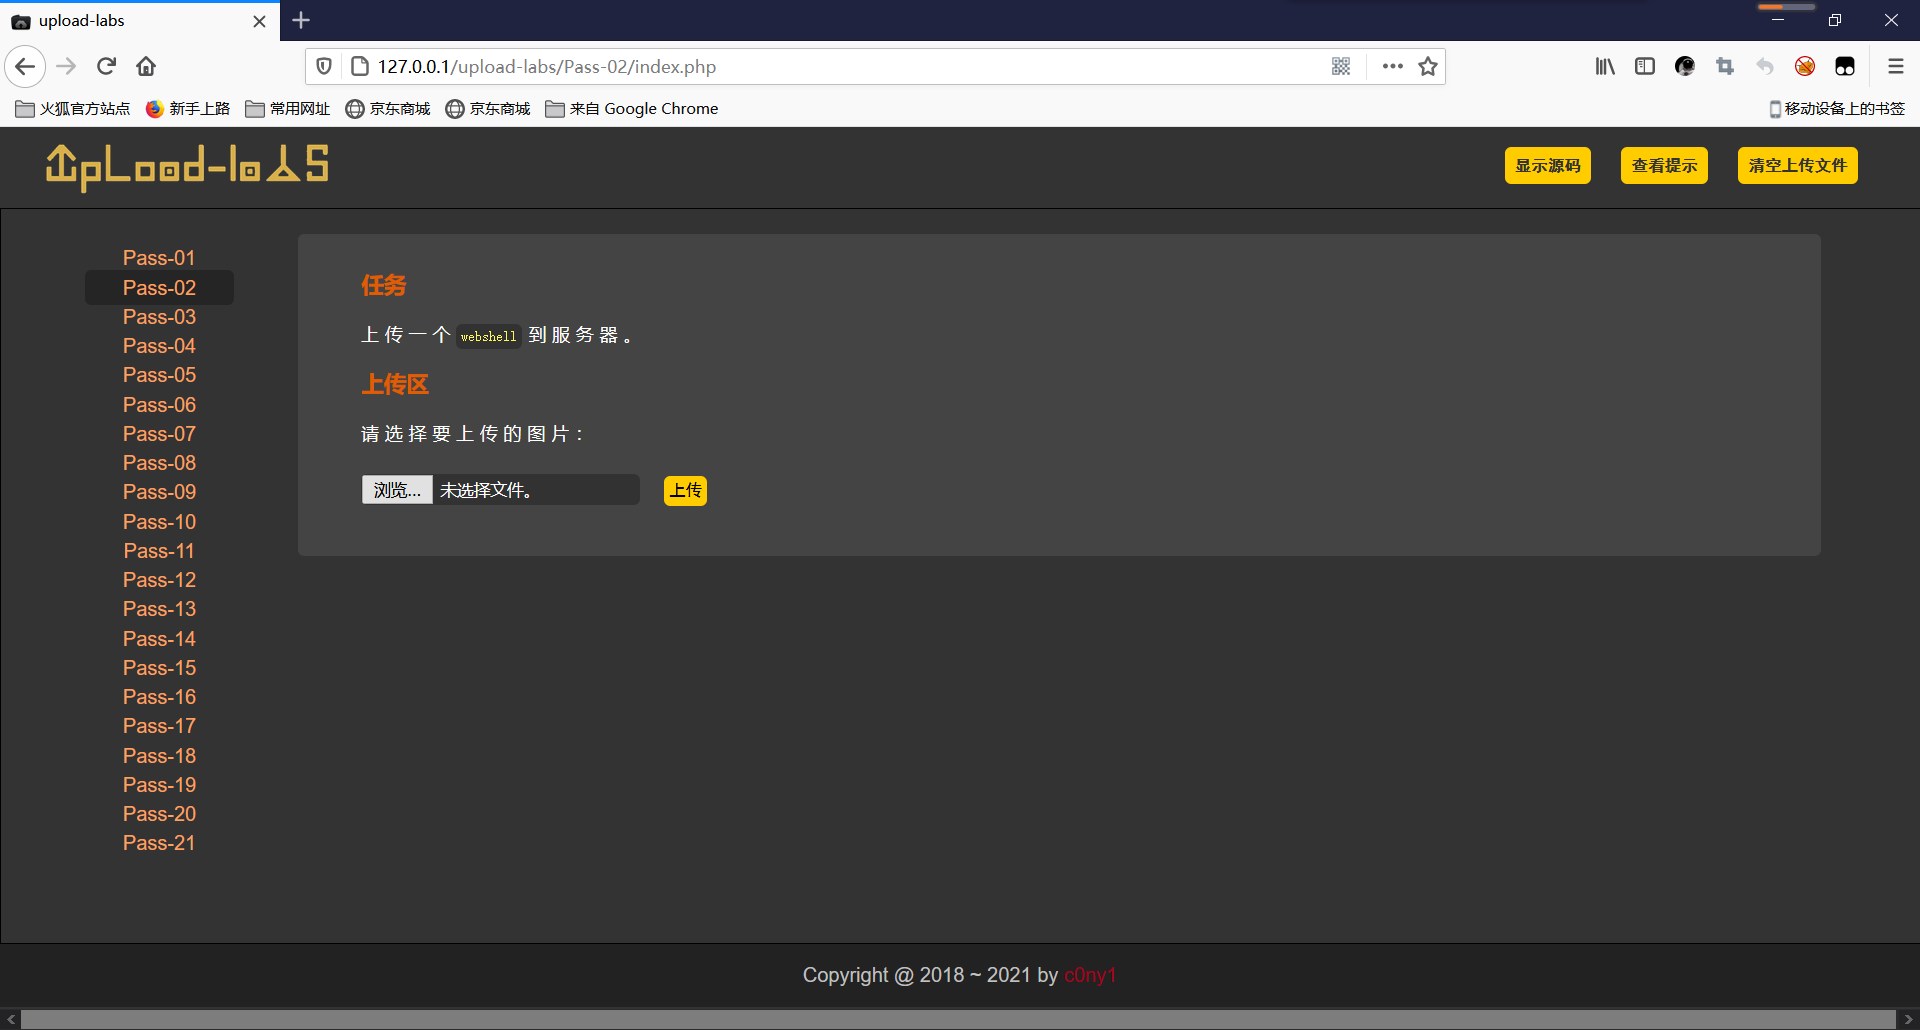 upload-labs
127.0.0.1/upload-labs/Pass-02/index.php
火狐官方站点 新手上路 常用网址 京东商城 京东商城 来自 Google Chrome 移动设备上的书签
UpLoad-labs 显示源码 查看提示 清空上传文件
Pass-01
Pass-02
Pass-03
Pass-04
Pass-05
Pass-06
Pass-07
Pass-08
Pass-09
Pass-10
Pass-11
Pass-12
Pass-13
Pass-14
Pass-15
Pass-16
Pass-17
Pass-18
Pass-19
Pass-20
Pass-21
任务
上传一个 webshell 到服务器。
上传区
请选择要上传的图片：
浏览... 未选择文件。 上传
Copyright @ 2018 ~ 2021 by c0ny1